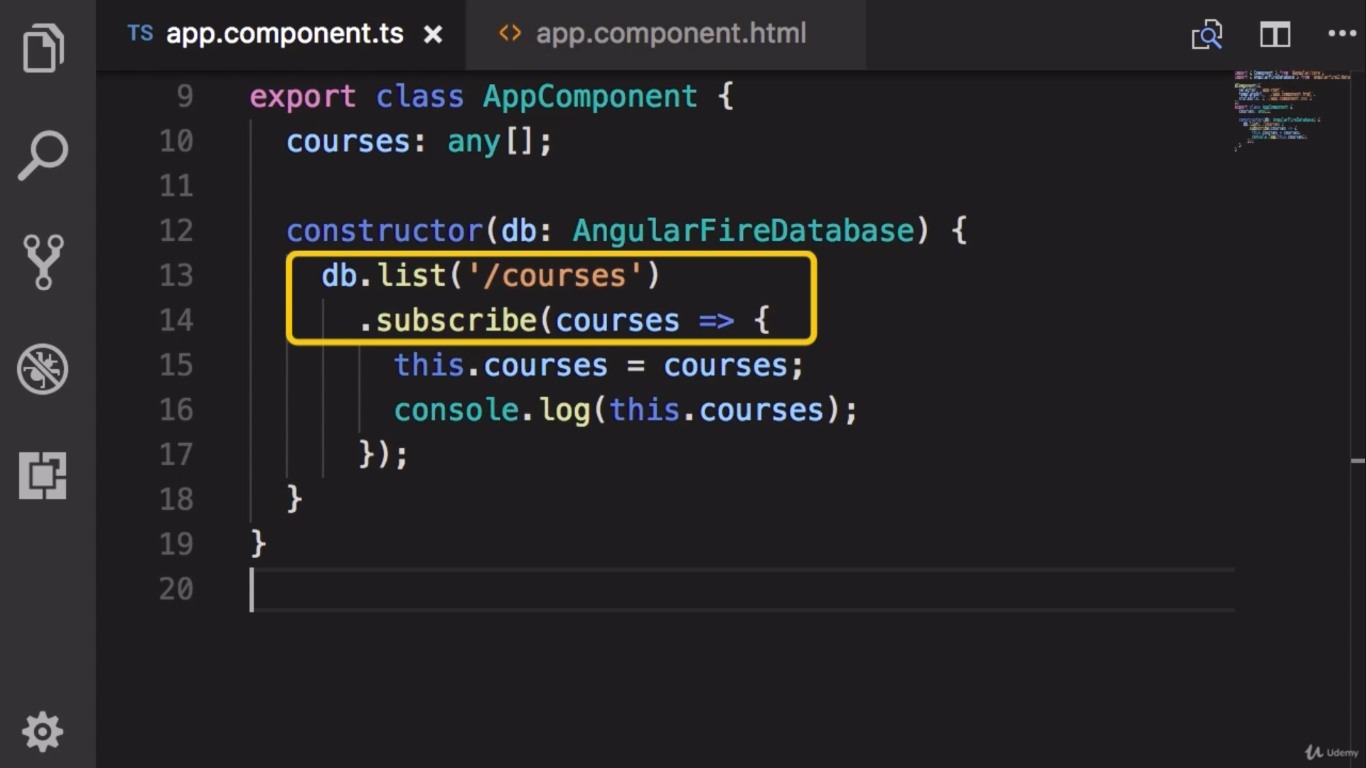 TS app.component.ts × <> app.component.html
9 export class AppComponent {
10 courses: any[];
11
12 constructor(db: AngularFireDatabase) {
13 db.list('/courses')
14 .subscribe(courses => {
15 this.courses = courses;
16 console.log(this.courses);
17 });
18 }
19 }
20
Udemy